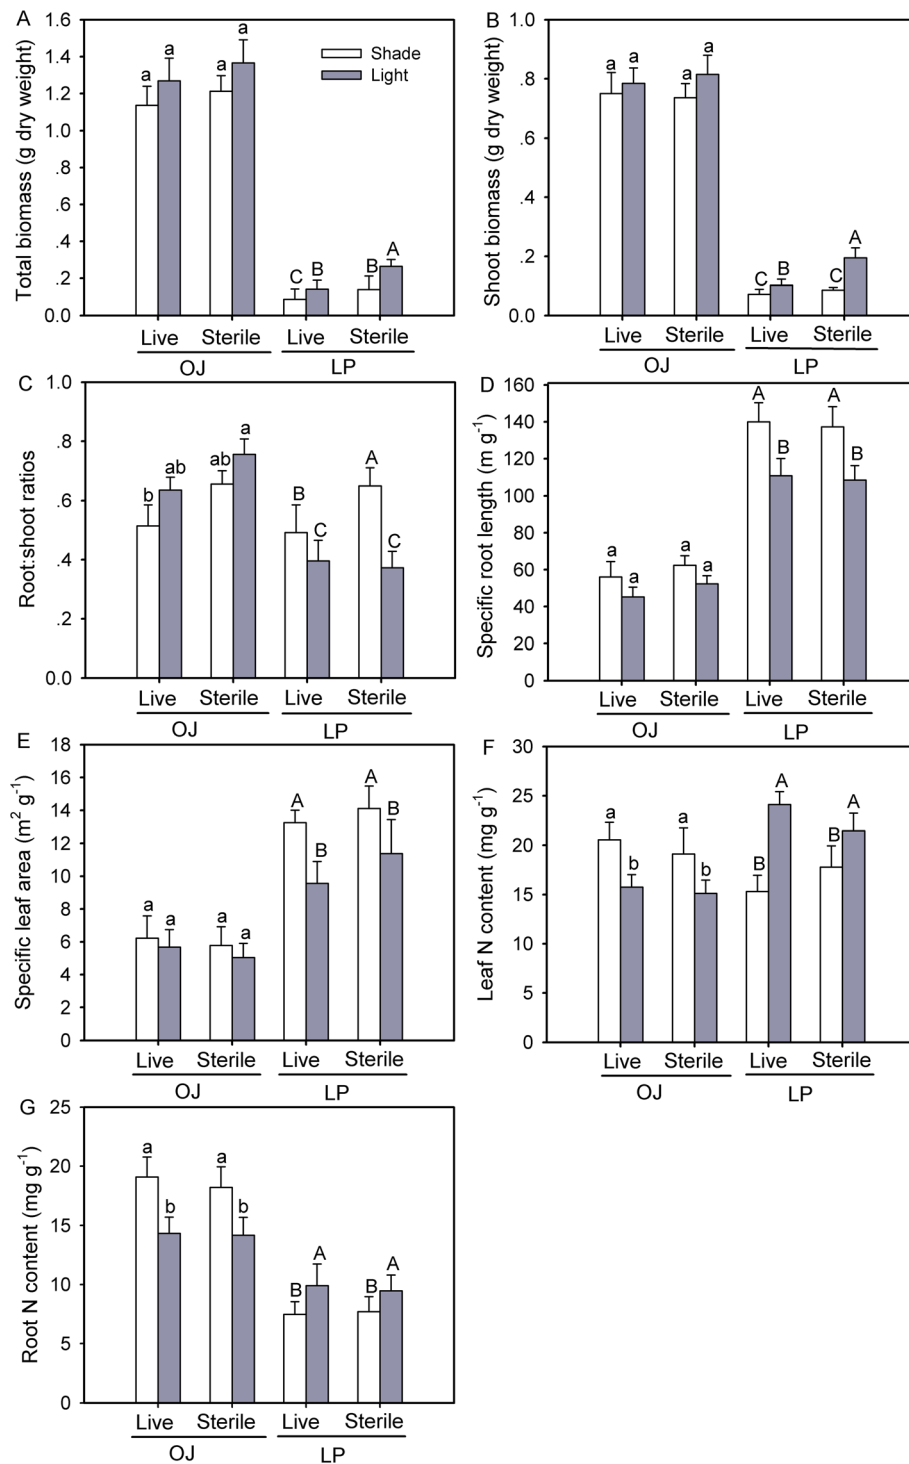 A
Total biomass (g dry weight)
1.6
1.4
1.2
1.0
.8
.6
.4
.2
0.0
Shade
Light
a a a a C B B A
Live Sterile Live Sterile
OJ LP
B
Shoot biomass (g dry weight)
1.0
.8
.6
.4
.2
0.0
a a a a C B C A
Live Sterile Live Sterile
OJ LP
C
Root:shoot ratios
1.0
.8
.6
.4
.2
0.0
b ab ab a B C A C
Live Sterile Live Sterile
OJ LP
D
Specific root length (m g-1)
160
140
120
100
80
60
40
20
0
a a a a A B A B
Live Sterile Live Sterile
OJ LP
E
Specific leaf area (m2 g-1)
18
16
14
12
10
8
6
4
2
0
a a a a A B A B
Live Sterile Live Sterile
OJ LP
F
Leaf N content (mg g-1)
30
25
20
15
10
5
0
a b a b B A B A
Live Sterile Live Sterile
OJ LP
G
Root N content (mg g-1)
25
20
15
10
5
0
a b a b B A B A
Live Sterile Live Sterile
OJ LP